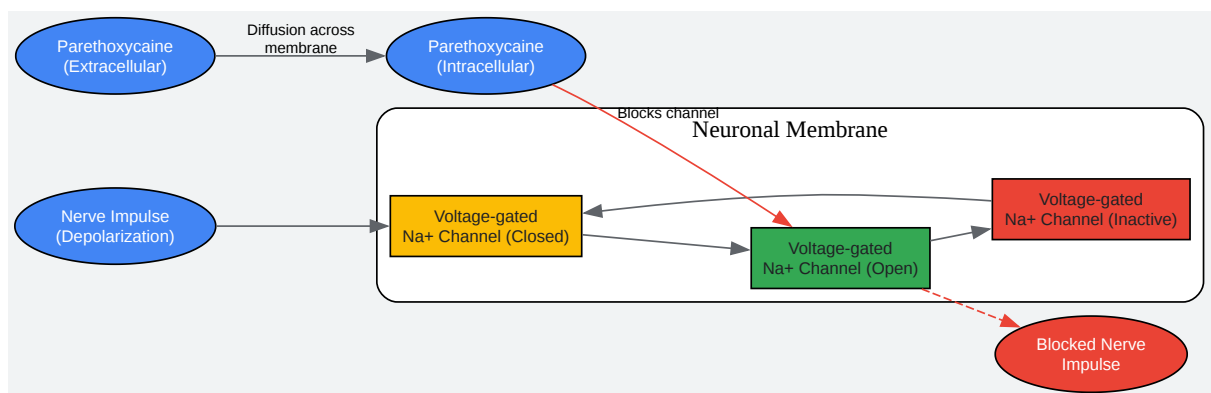 Parethoxycaine
(Extracellular)
Diffusion across
membrane
Parethoxycaine
(Intracellular)
Blocks channel
Neuronal Membrane
Nerve Impulse
(Depolarization)
Voltage-gated
Na+ Channel (Closed)
Voltage-gated
Na+ Channel (Open)
Voltage-gated
Na+ Channel (Inactive)
Blocked Nerve
Impulse